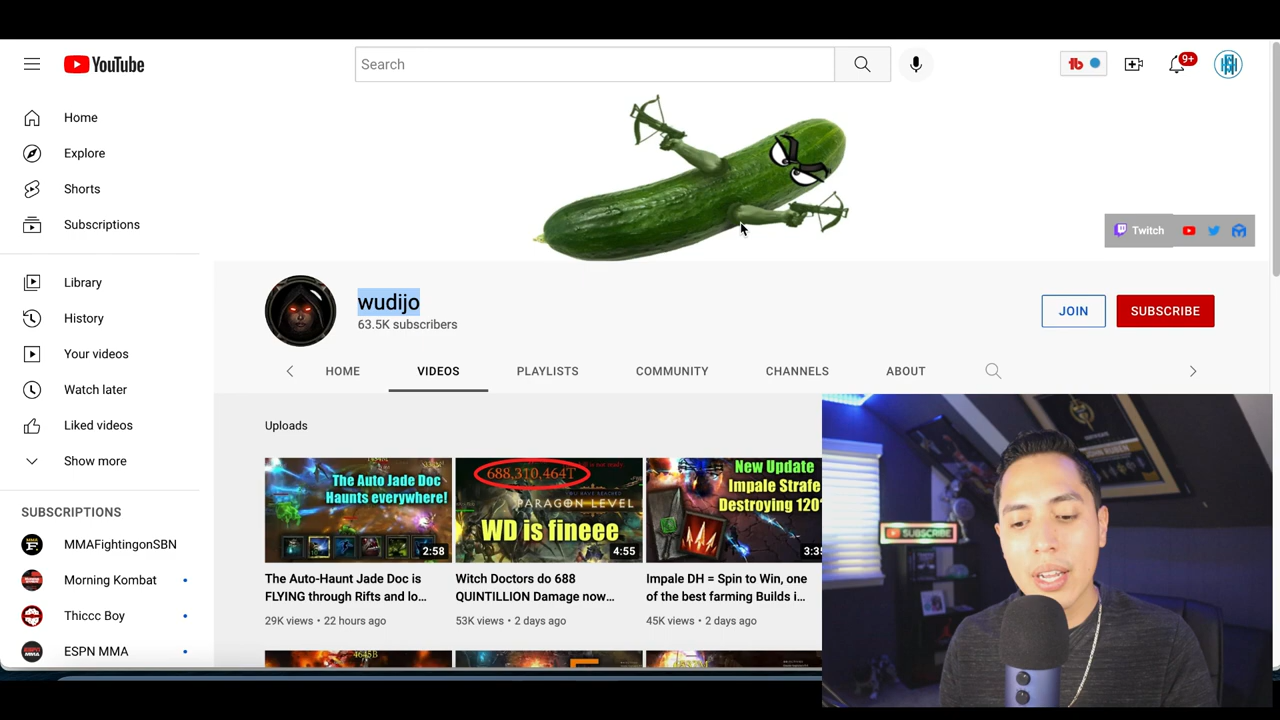 YouTube
Search
9+
Home
Explore
Shorts
Subscriptions
Library
History
Your videos
Watch later
Liked videos
Show more
SUBSCRIPTIONS
MMAFightingonSBN
Morning Kombat
Thiccc Boy
ESPN MMA
Twitch
wudijo
63.5K subscribers
JOIN
SUBSCRIBE
HOME
VIDEOS
PLAYLISTS
COMMUNITY
CHANNELS
ABOUT
Uploads
The Auto Jade Doc
Haunts everywhere!
2:58
The Auto-Haunt Jade Doc is
FLYING through Rifts and lo...
29K views • 22 hours ago
688,310,464T
PARAGON LEVEL
WD is fineee
4:55
Witch Doctors do 688
QUINTILLION Damage now...
53K views • 2 days ago
New Update
Impale Strafe
Destroying 120
3:35
Impale DH = Spin to Win, one
of the best farming Builds i...
45K views • 2 days ago
SUBSCRIBE